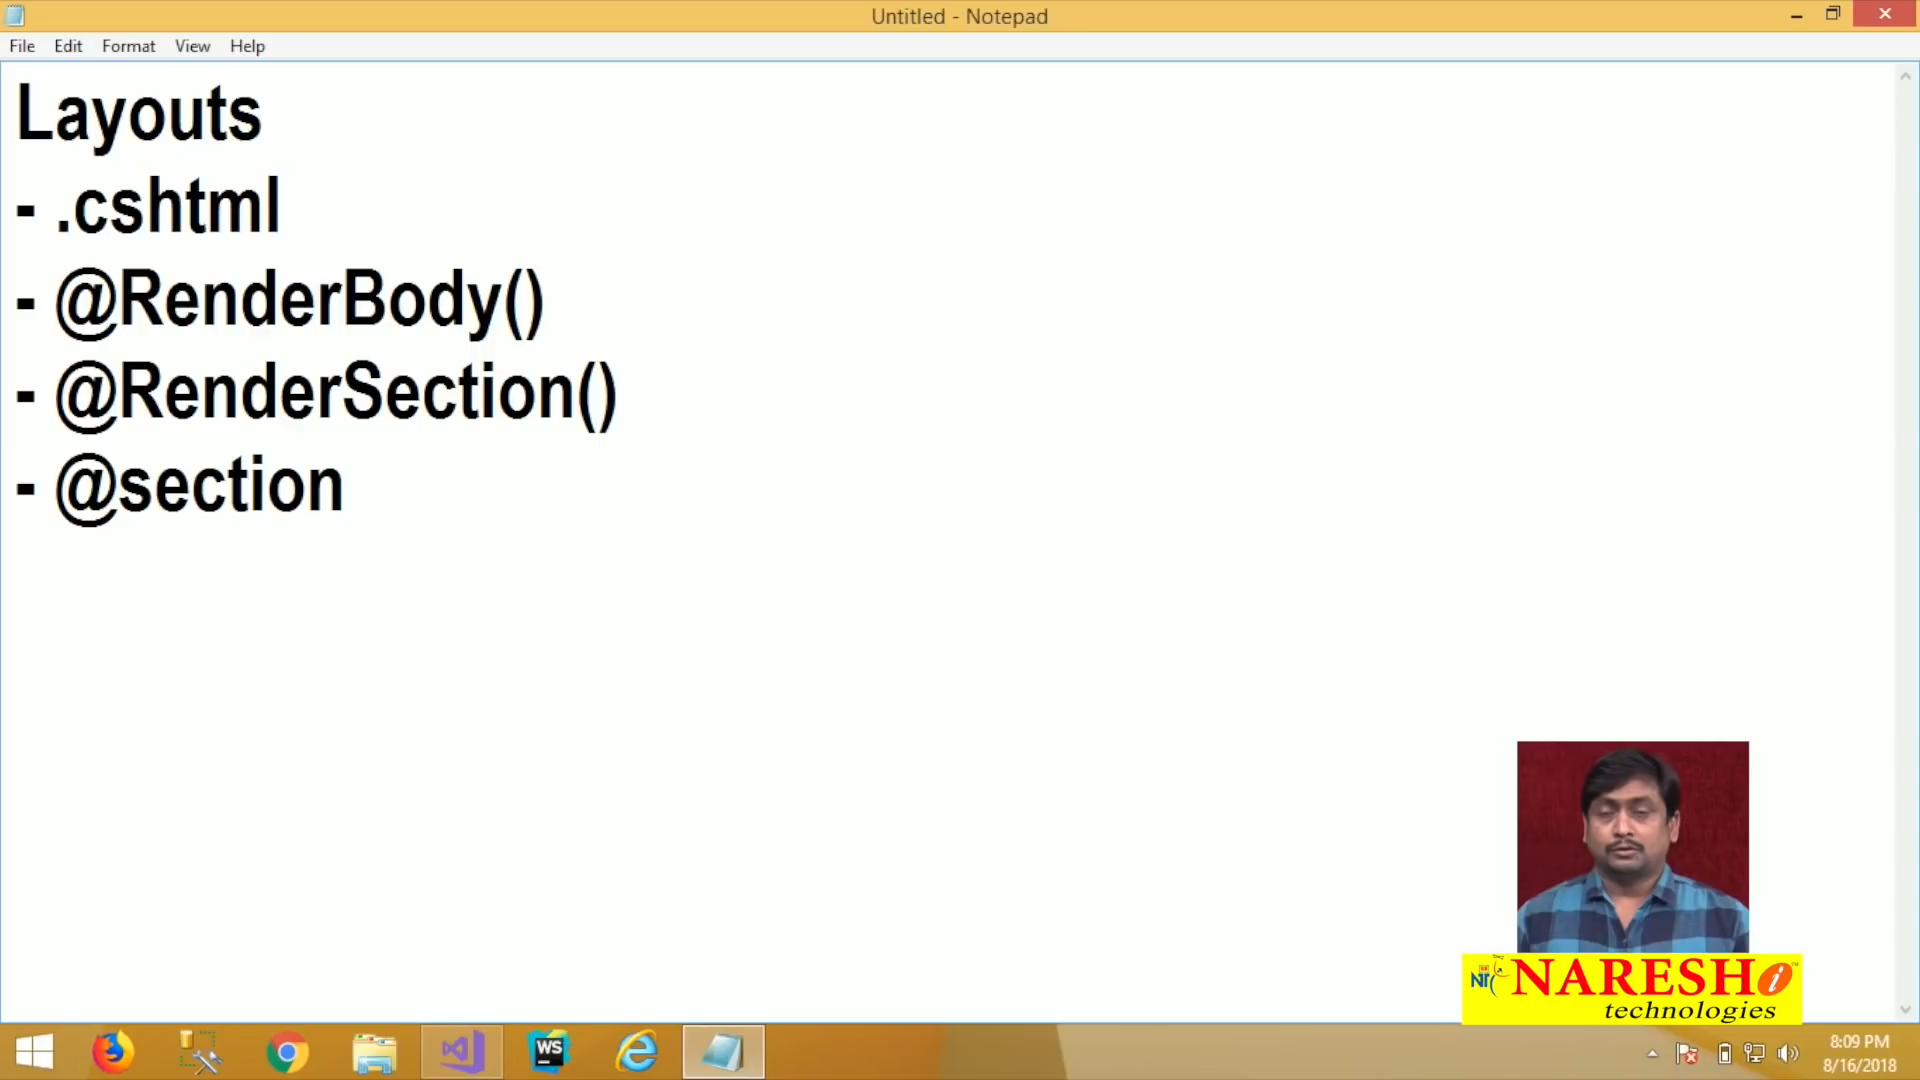 Untitled - Notepad
File Edit Format View Help
Layouts
- .cshtml
- @RenderBody()
- @RenderSection()
- @section
NARESH i
technologies
WS
8:09 PM
8/16/2018